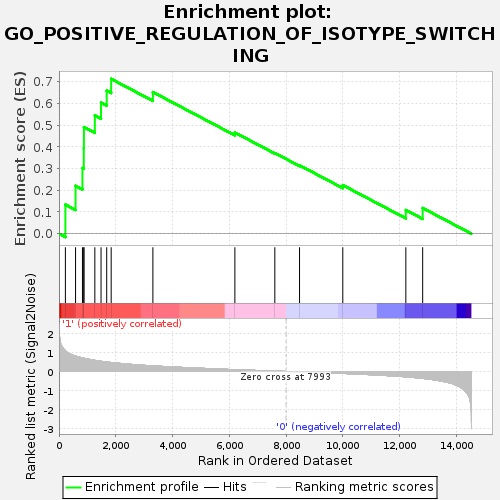 Enrichment plot:
GO_POSITIVE_REGULATION_OF_ISOTYPE_SWITCH
ING
Enrichment score (ES)
0.7
0.6
0.5
0.4
0.3
0.2
0.1
0.0
'1' (positively correlated)
Ranked list metric (Signal2Noise)
2
1
0
-1
-2
-3
Zero cross at 7993
'0' (negatively correlated)
0 2,000 4,000 6,000 8,000 10,000 12,000 14,000
Rank in Ordered Dataset
Enrichment profile Hits Ranking metric scores